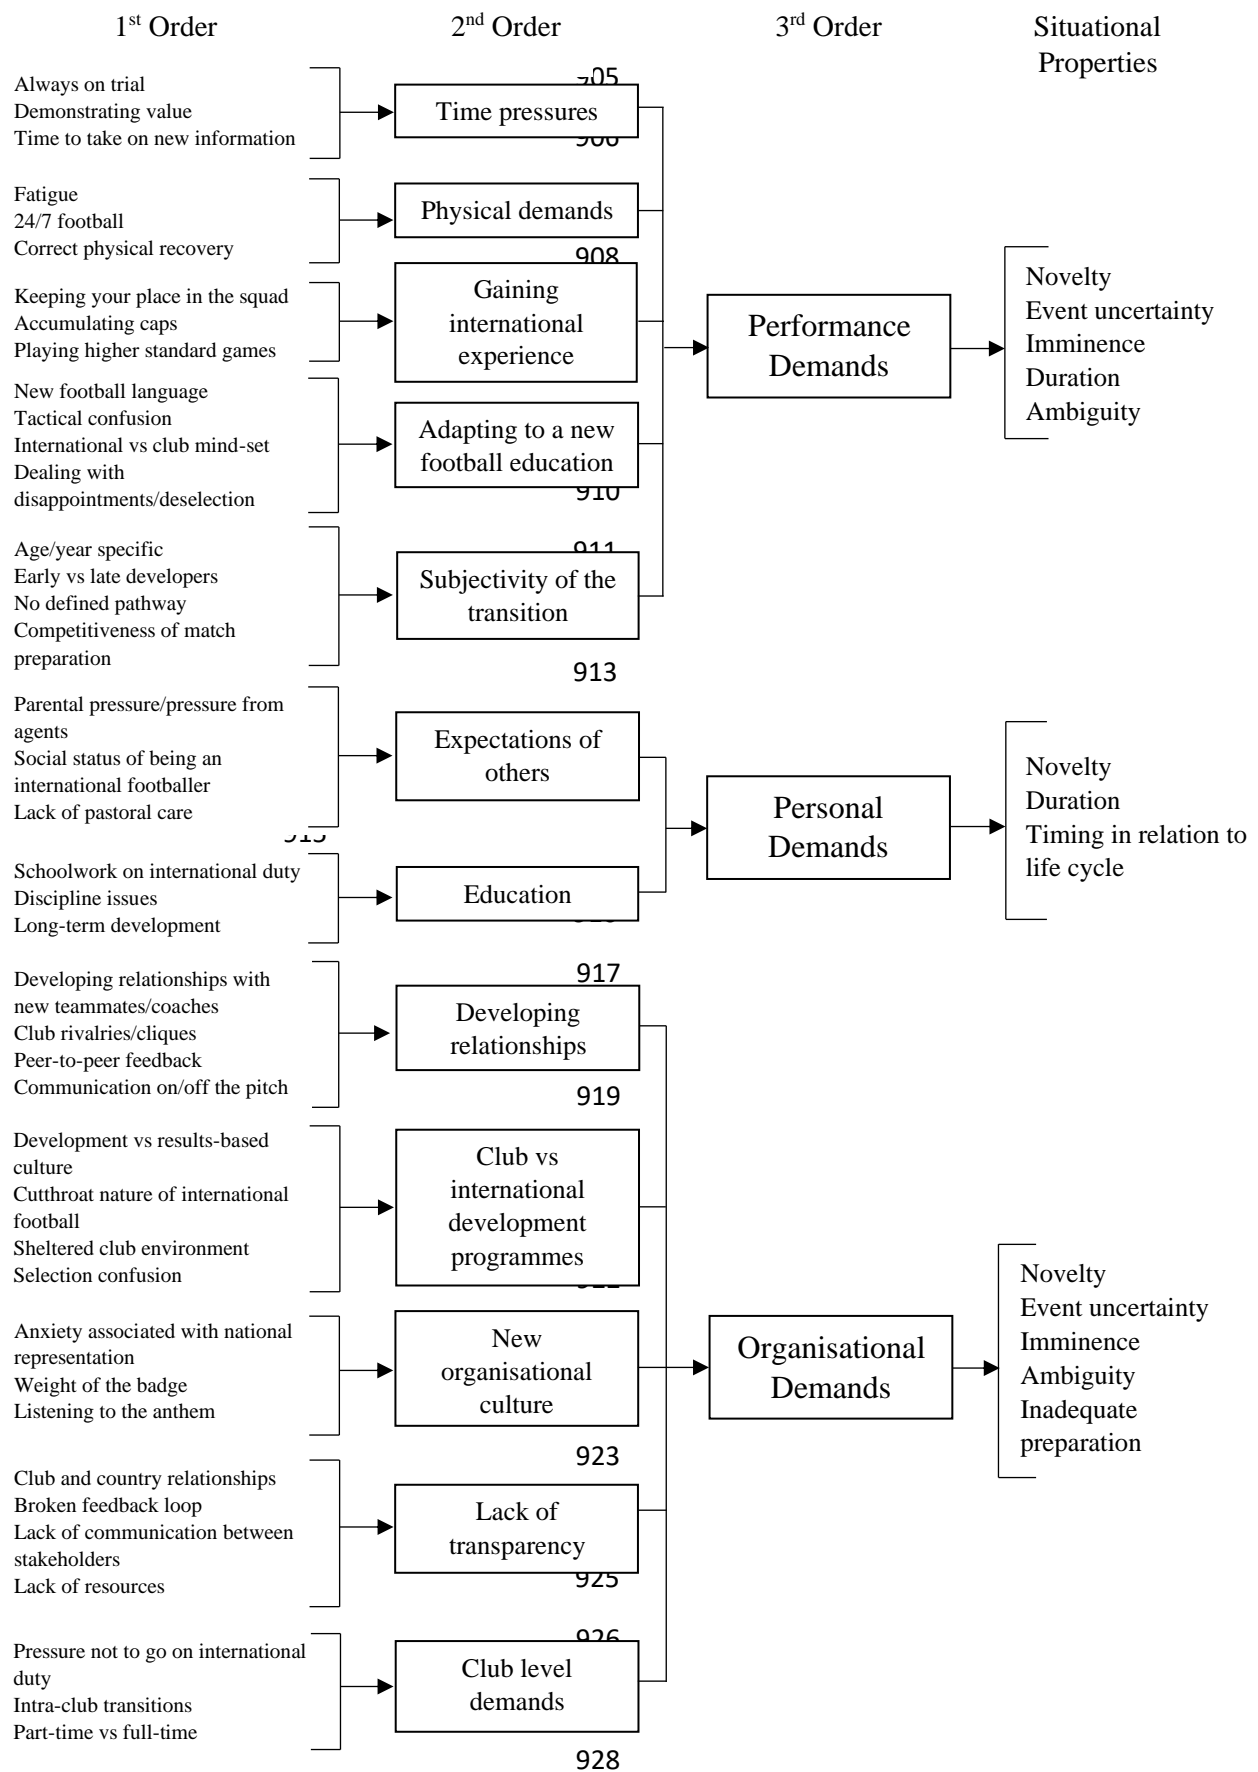 1st Order
2nd Order
3rd Order
Situational
Properties
Always on trial
Demonstrating value
Time to take on new information
Time pressures
Fatigue
24/7 football
Correct physical recovery
Physical demands
908
Keeping your place in the squad
Accumulating caps
Playing higher standard games
Gaining
international
experience
New football language
Tactical confusion
International vs club mind-set
Dealing with
disappointments/deselection
Adapting to a new
football education
910
Age/year specific
Early vs late developers
No defined pathway
Competitiveness of match
preparation
911
Subjectivity of the
transition
913
Performance
Demands
Novelty
Event uncertainty
Imminence
Duration
Ambiguity
Parental pressure/pressure from
agents
Social status of being an
international footballer
Lack of pastoral care
Expectations of
others
Schoolwork on international duty
Discipline issues
Long-term development
Education
Personal
Demands
Novelty
Duration
Timing in relation to
life cycle
917
Developing relationships with
new teammates/coaches
Club rivalries/cliques
Peer-to-peer feedback
Communication on/off the pitch
Developing
relationships
919
Development vs results-based
culture
Cutthroat nature of international
football
Sheltered club environment
Selection confusion
Club vs
international
development
programmes
Anxiety associated with national
representation
Weight of the badge
Listening to the anthem
New
organisational
culture
923
Club and country relationships
Broken feedback loop
Lack of communication between
stakeholders
Lack of resources
Lack of
transparency
925
926
Pressure not to go on international
duty
Intra-club transitions
Part-time vs full-time
Club level
demands
928
Organisational
Demands
Novelty
Event uncertainty
Imminence
Ambiguity
Inadequate
preparation